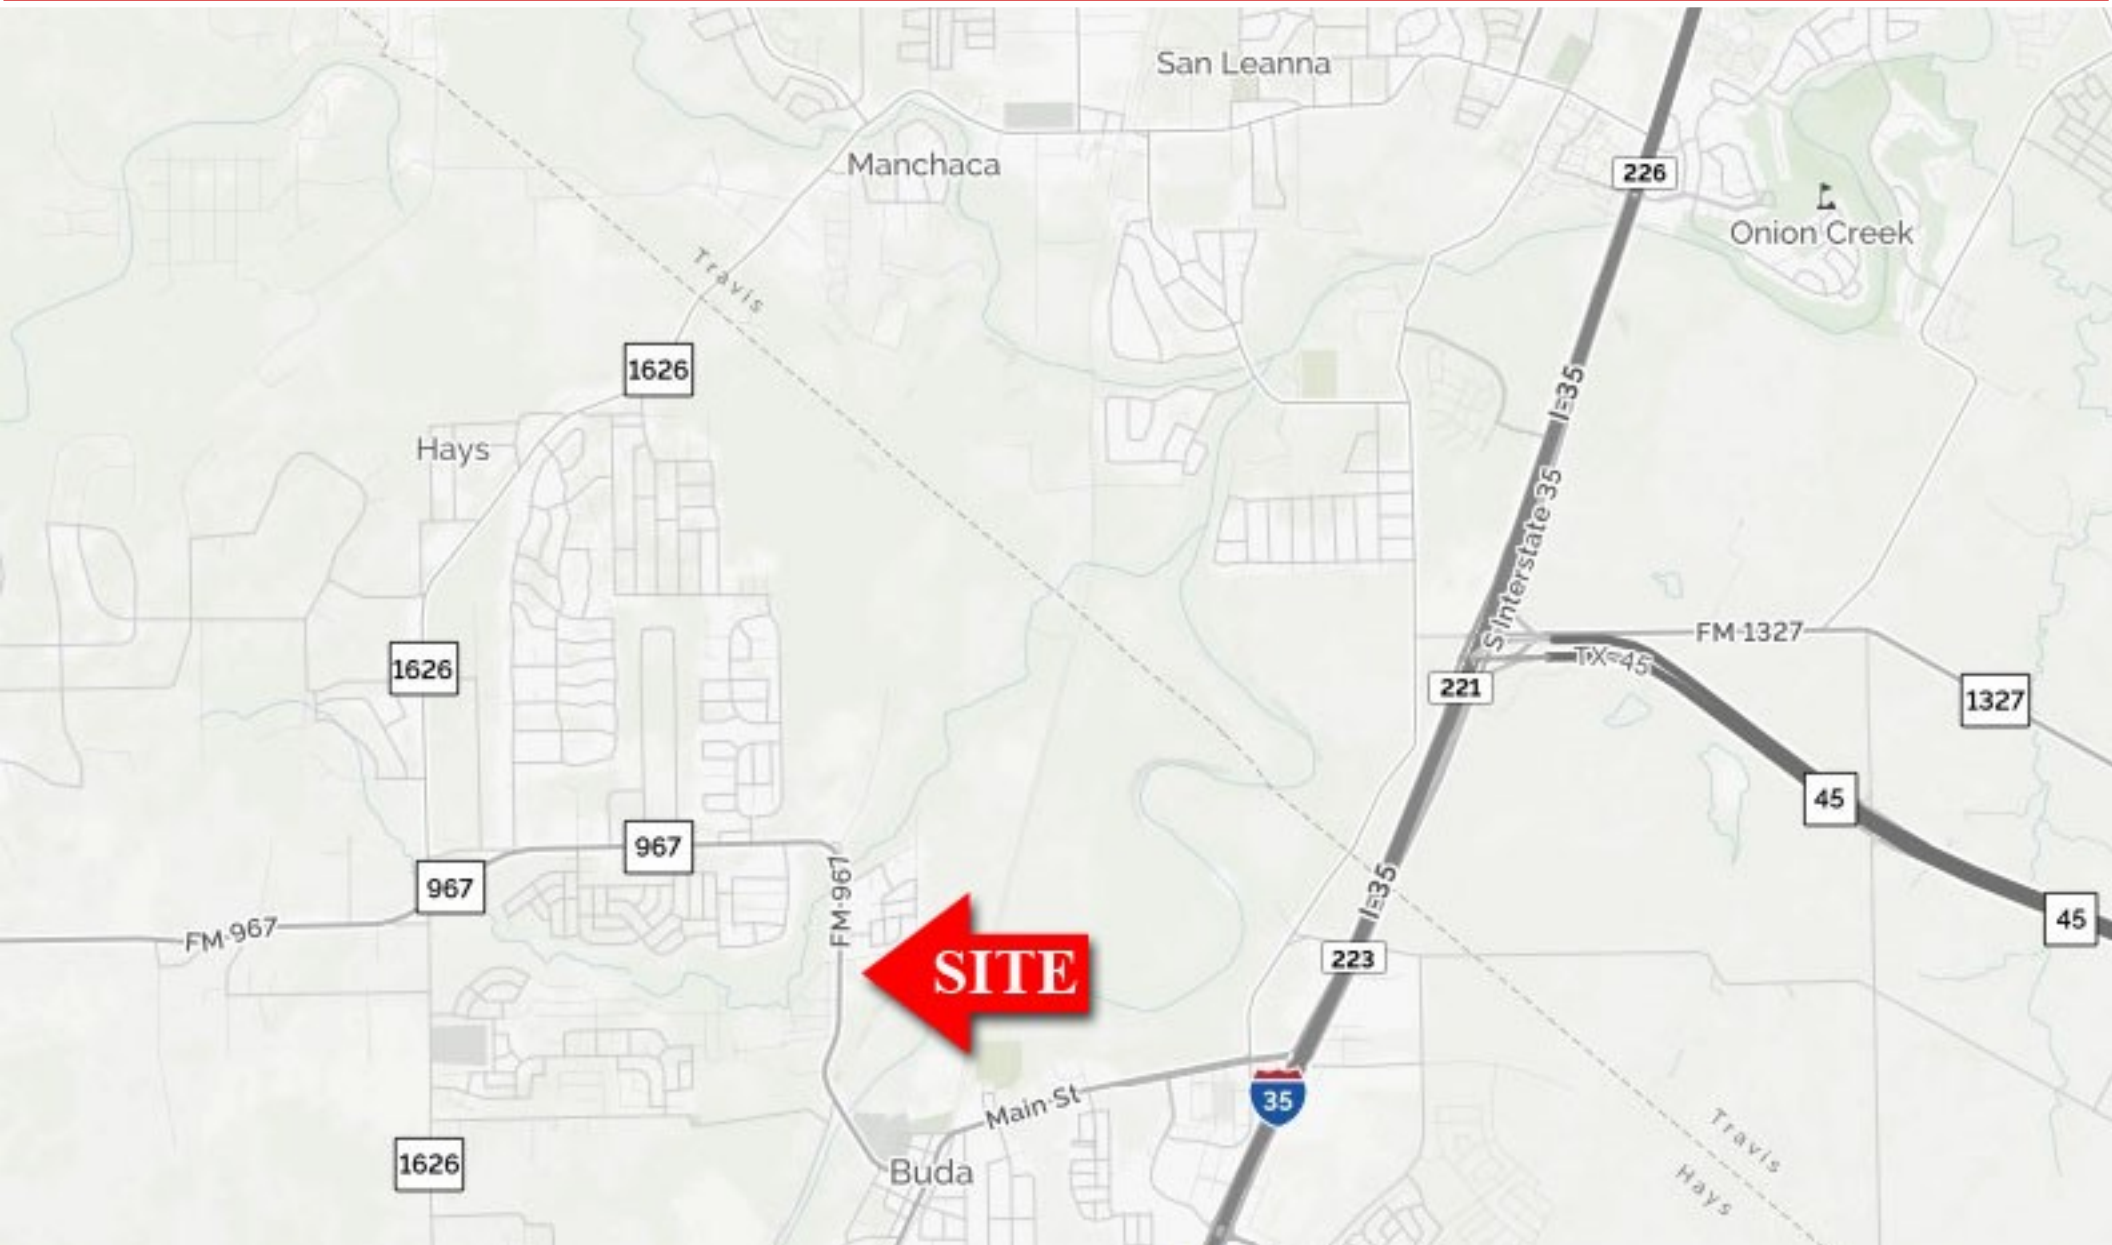 San Leanna
Manchaca
226
Onion Creek
Travis
1626
I-35
Hays
S Interstate 35
FM 1327
TX-45
1626
221
1327
45
967
967
FM-967
I-35
45
FM-967
SITE
223
Main St
35
Travis
Hays
1626
Buda